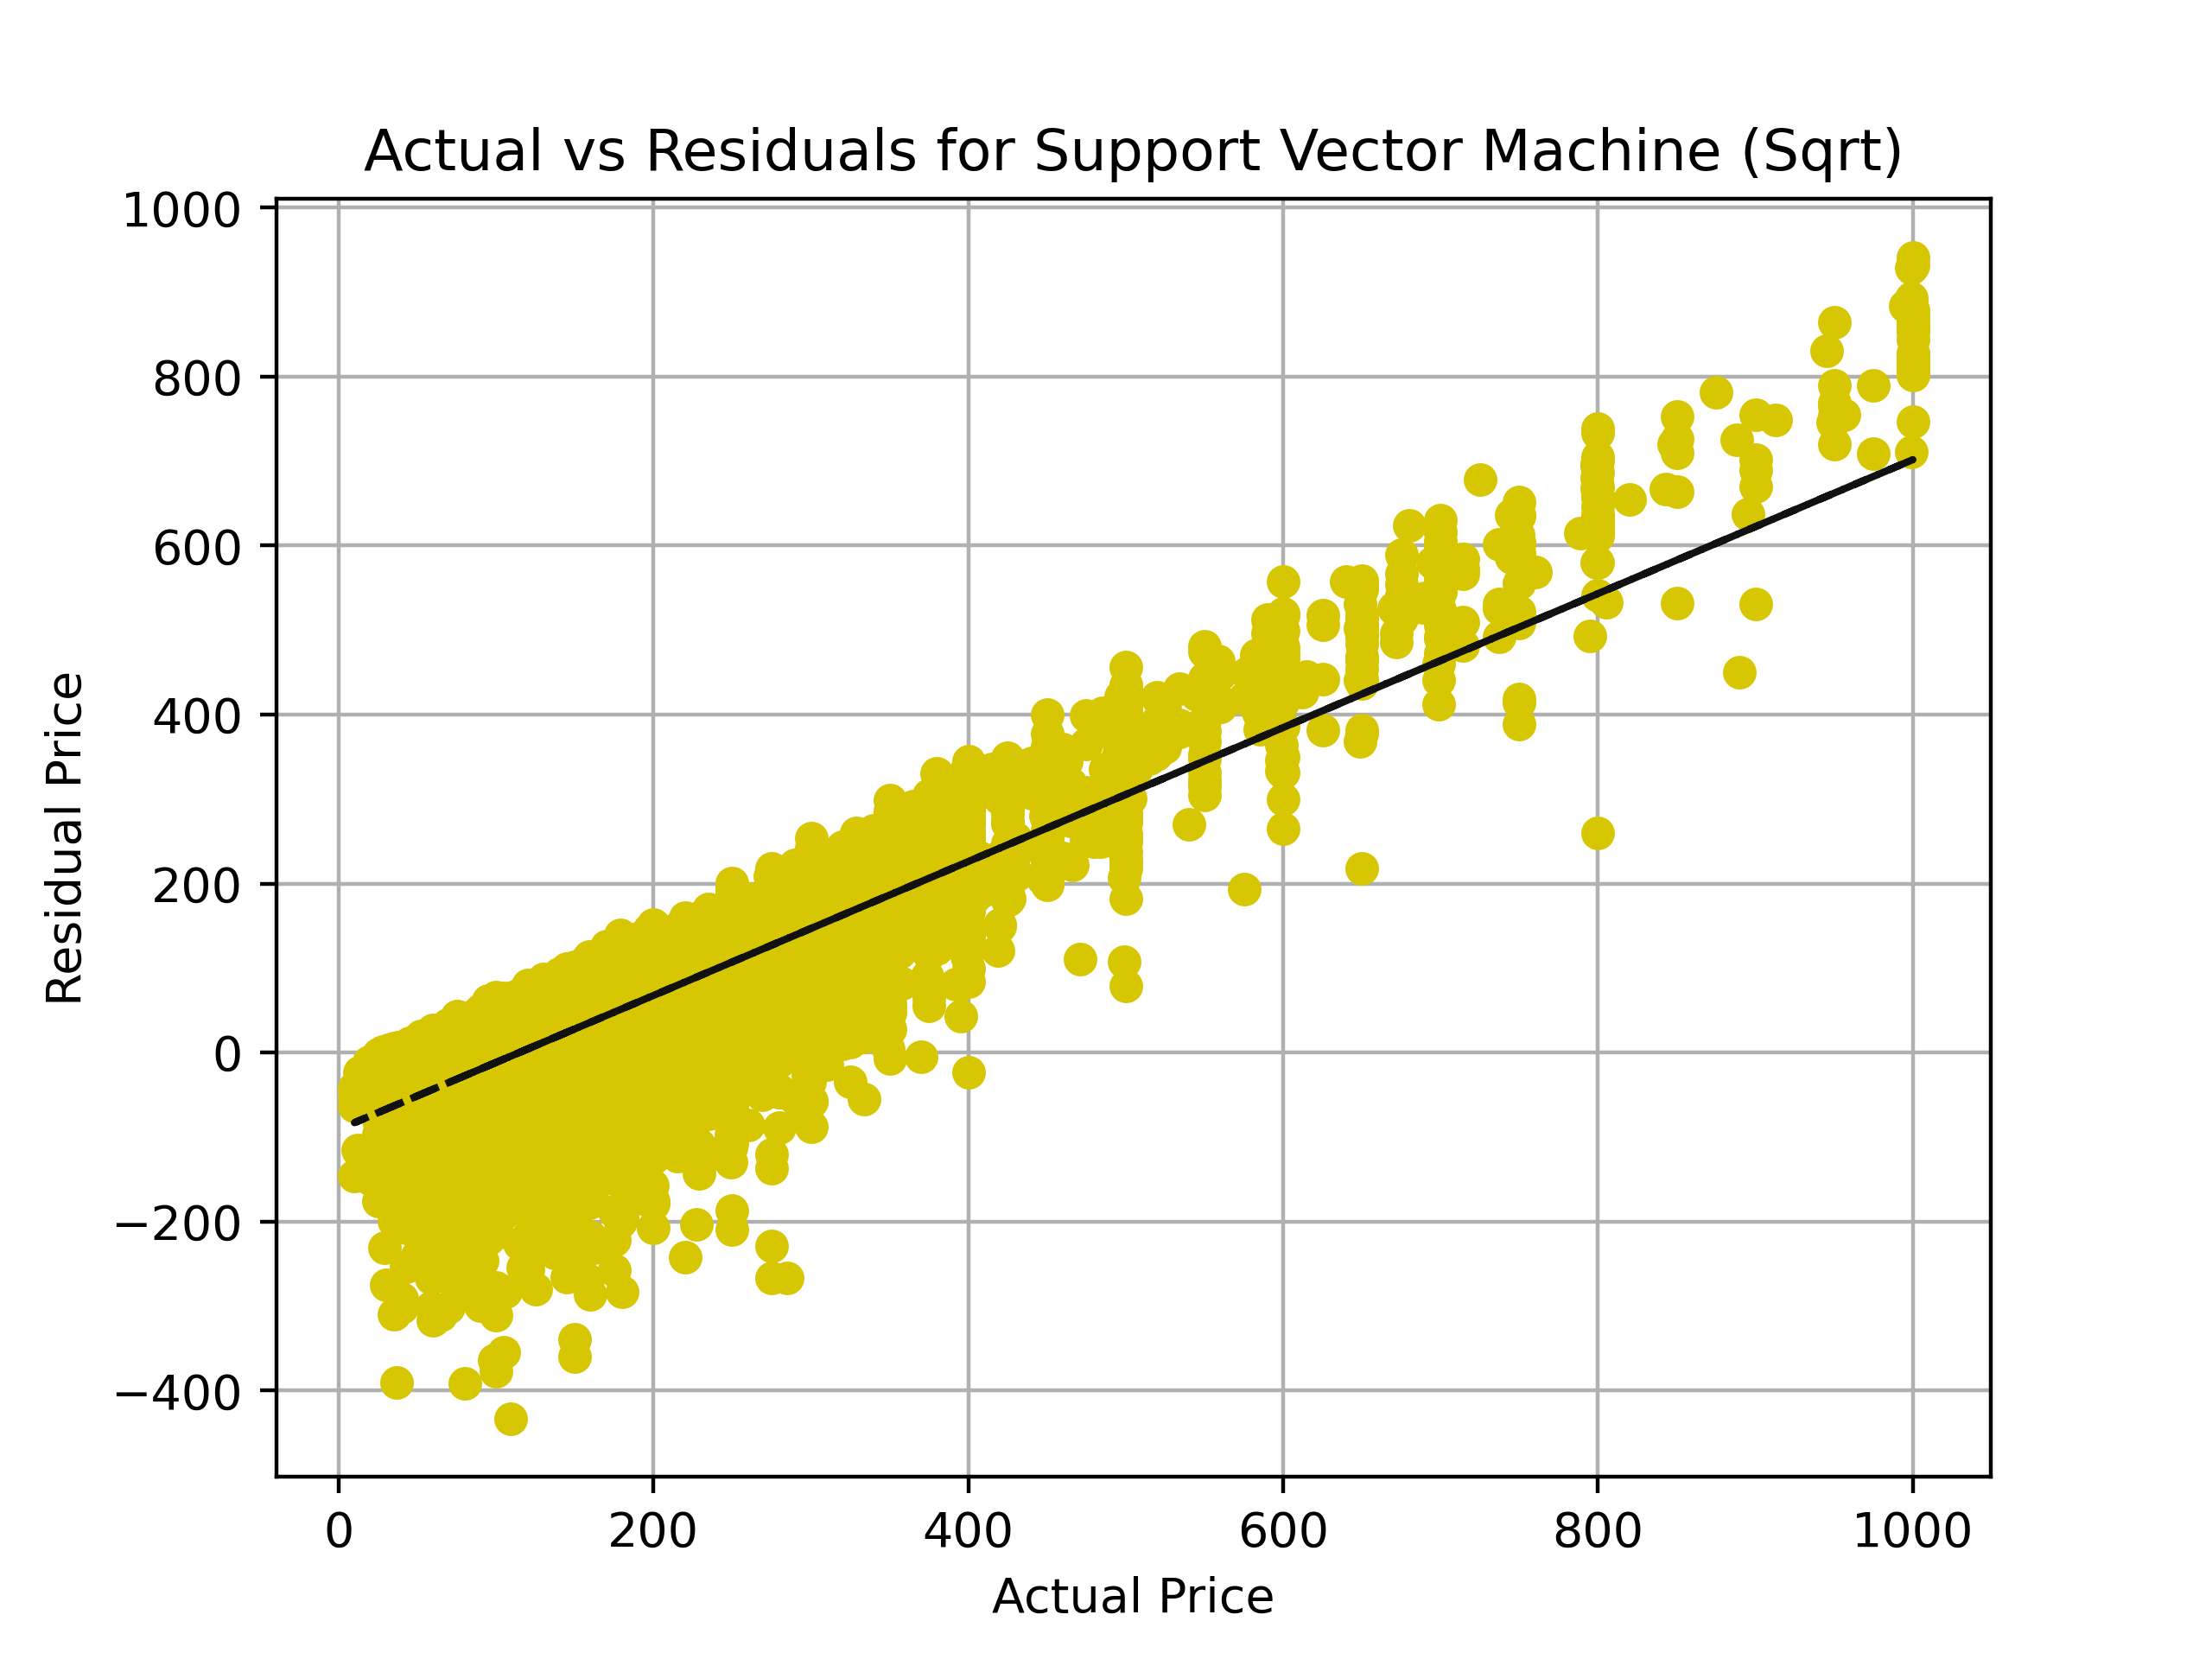 Actual vs Residuals for Support Vector Machine (Sqrt)
1000
800
600
400
200
0
−200
−400
Residual Price
0 200 400 600 800 1000
Actual Price